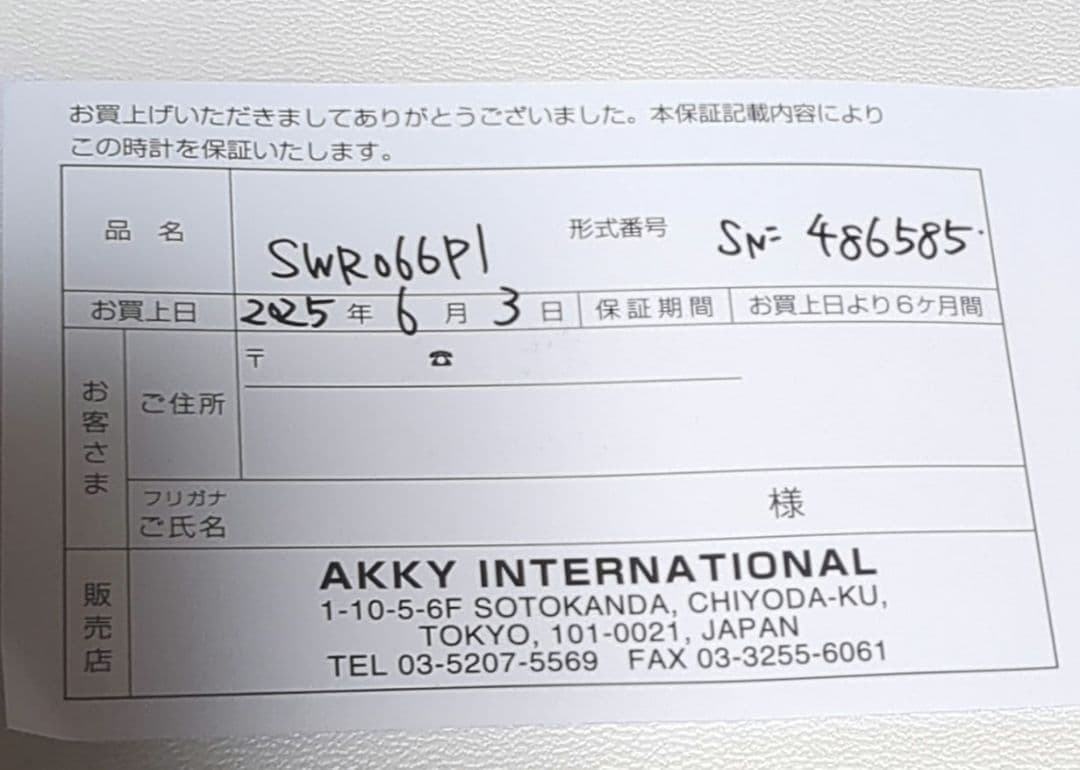 お買上げいただきましてありがとうございました。本保証記載内容により
この時計を保証いたします。
品 名 SWR066P1 形式番号 SN= 486585.
お買上日 2025 年 6 月 3 日 保証期間 お買上日より6ヶ月間
お客さま
ご住所 〒 ☎
フリガナ
ご氏名 様
販売店
AKKY INTERNATIONAL
1-10-5-6F SOTOKANDA, CHIYODA-KU,
TOKYO, 101-0021, JAPAN
TEL 03-5207-5569 FAX 03-3255-6061